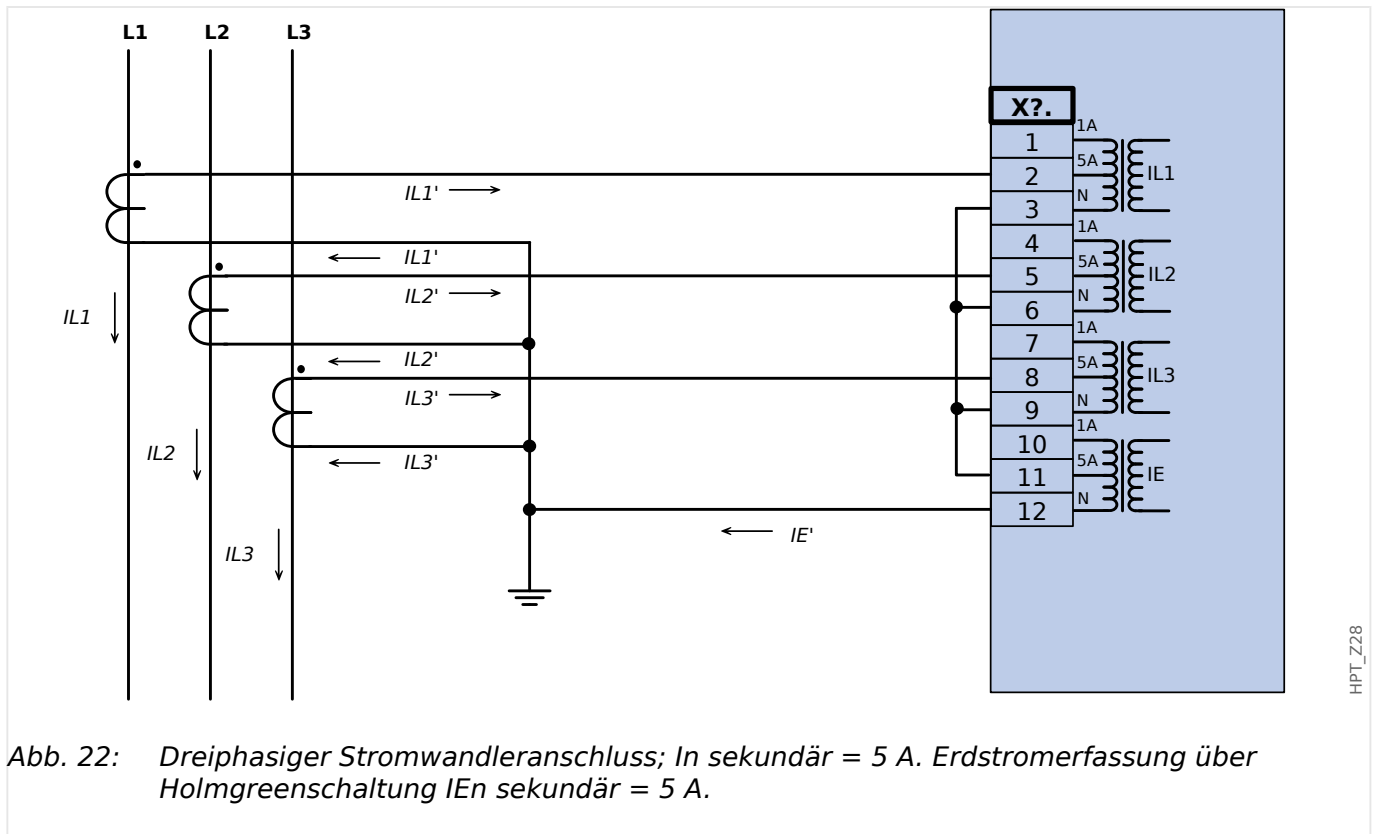 L1 L2 L3
X?.
1
2
3
4
5
6
7
8
9
10
11
12
1A
5A
N
IL1
1A
5A
N
IL2
1A
5A
N
IL3
1A
5A
N
IE
IL1'
IL1'
IL2'
IL2'
IL3'
IL3'
IE'
IL1
IL2
IL3
HPT_Z28
Abb. 22: Dreiphasiger Stromwandleranschluss; In sekundär = 5 A. Erdstromerfassung über
Holmgreenschaltung IEn sekundär = 5 A.